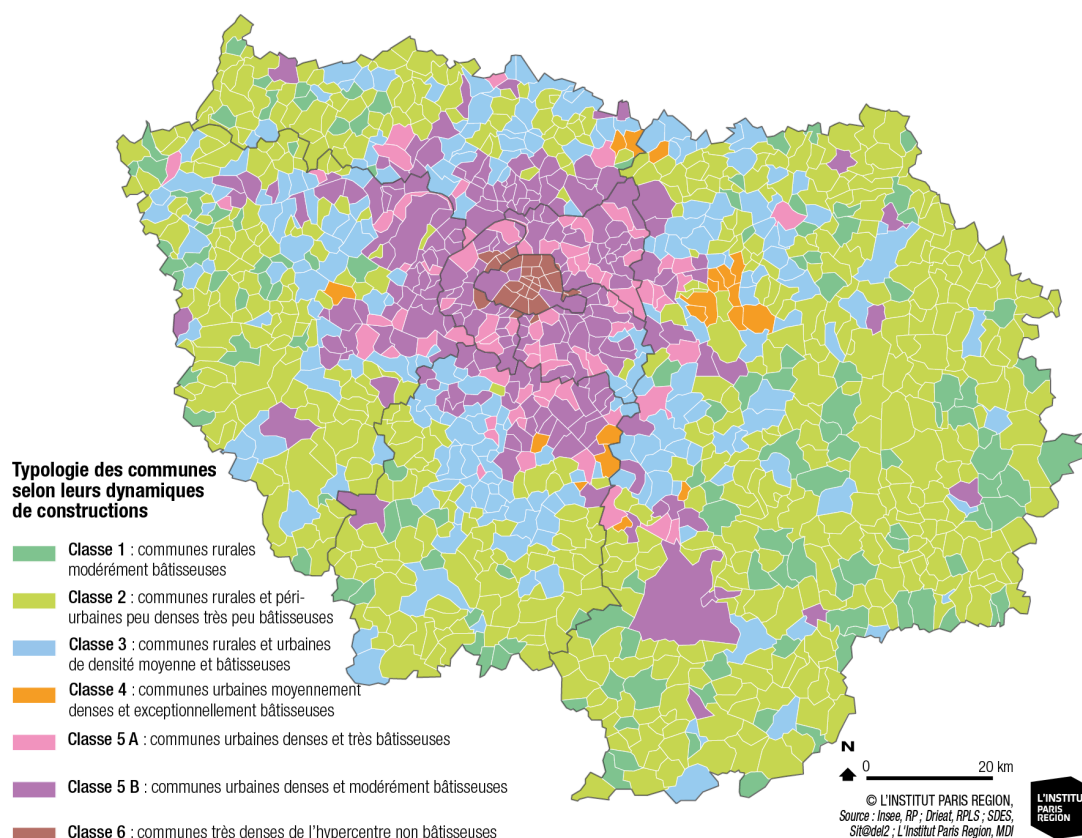 Typologie des communes
selon leurs dynamiques
de constructions
Classe 1 : communes rurales
modérément bâtisseuses
Classe 2 : communes rurales et péri-
urbaines peu denses très peu bâtisseuses
Classe 3 : communes rurales et urbaines
de densité moyenne et bâtisseuses
Classe 4 : communes urbaines moyennement
denses et exceptionnellement bâtisseuses
Classe 5 A : communes urbaines denses et très bâtisseuses
Classe 5 B : communes urbaines denses et modérément bâtisseuses
Classe 6 : communes très denses de l'hypercentre non bâtisseuses
N
0 20 km
© L'INSTITUT PARIS REGION,
Source : Insee, RP ; Drieat, RPLS ; SDES,
Sit@del2 ; L'Institut Paris Region, MDI
L'INSTITUT
PARIS
REGION